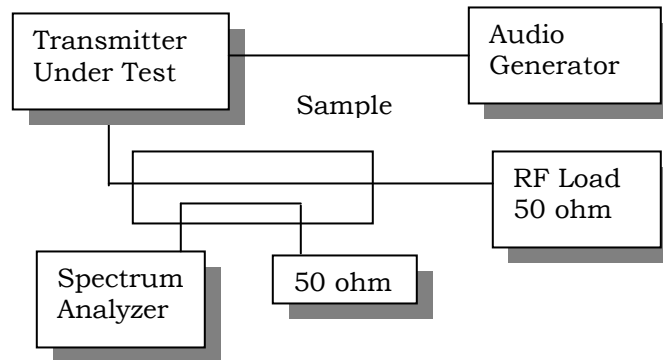 Transmitter
Under Test
Audio
Generator
Sample
RF Load
50 ohm
Spectrum
Analyzer
50 ohm